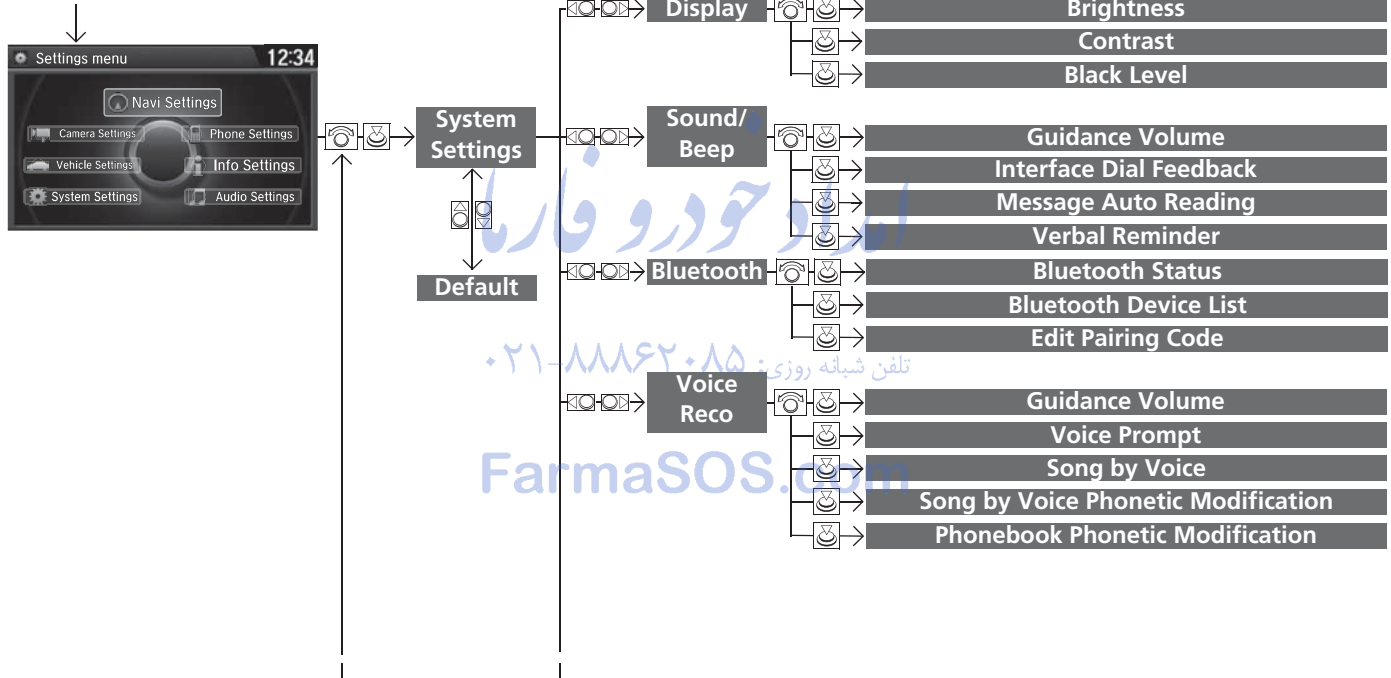 Display
Brightness
Contrast
Black Level
Settings menu
12:34
Navi Settings
Camera Settings
Phone Settings
Vehicle Settings
Info Settings
System Settings
Audio Settings
System
Settings
Default
Sound/
Beep
Guidance Volume
Interface Dial Feedback
Message Auto Reading
Verbal Reminder
Bluetooth
Bluetooth Status
Bluetooth Device List
Edit Pairing Code
Voice
Reco
Guidance Volume
Voice Prompt
Song by Voice
Song by Voice Phonetic Modification
Phonebook Phonetic Modification
امداد خودرو فارما
تلفن شبانه روزی: ۰۲۱-۸۸۸۶۲۰۸۵
FarmaSOS.com